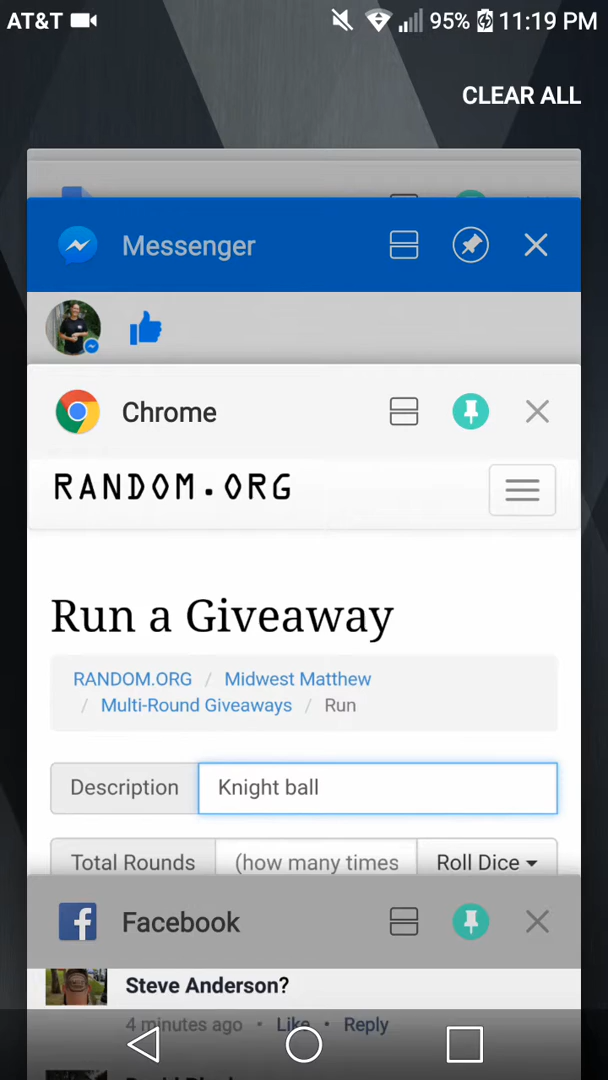 AT&T 95% 11:19 PM
CLEAR ALL
Messenger
Chrome
RANDOM.ORG
Run a Giveaway
RANDOM.ORG / Midwest Matthew
/ Multi-Round Giveaways / Run
Description Knight ball
Total Rounds (how many times Roll Dice
Facebook
Steve Anderson?
4 minutes ago · Like · Reply